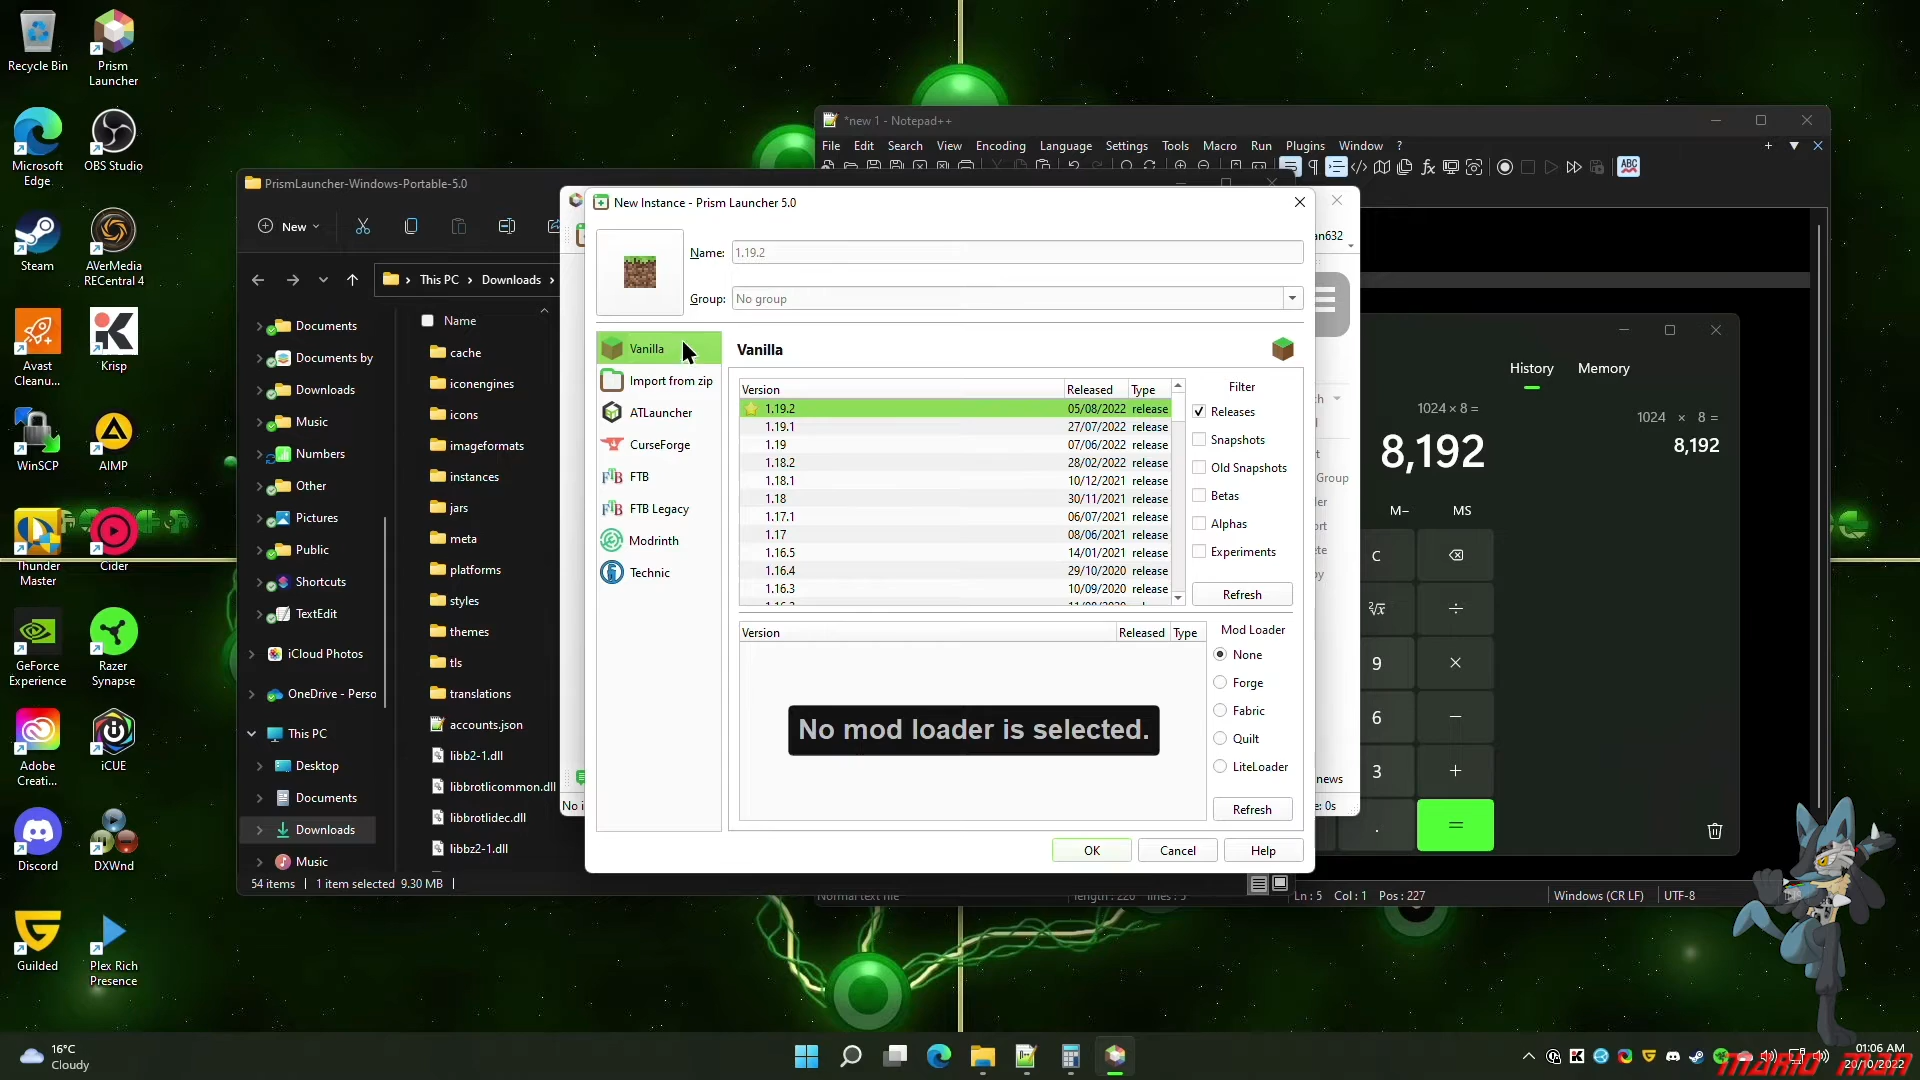 Recycle Bin
Prism Launcher
Microsoft Edge
OBS Studio
Steam
AVerMedia RECentral 4
Avast Cleanu...
Krisp
WinSCP
AIMP
Thunder Master
Cider
GeForce Experience
Razer Synapse
Adobe Creati...
iCUE
Discord
DXWnd
Guilded
Plex Rich Presence
*new 1 - Notepad++
File Edit Search View Encoding Language Settings Tools Macro Run Plugins Window ?
PrismLauncher-Windows-Portable-5.0
New
This PC > Downloads >
Documents
Documents by
Downloads
Music
Numbers
Other
Pictures
Public
Shortcuts
TextEdit
iCloud Photos
OneDrive - Perso
This PC
Desktop
Documents
Downloads
Music
Name
cache
iconengines
icons
imageformats
instances
jars
meta
platforms
styles
themes
tls
translations
accounts.json
libb2-1.dll
libbrotlicommon.dll
libbrotlidec.dll
libbz2-1.dll
54 items 1 item selected 9.30 MB
New Instance - Prism Launcher 5.0
Name: 1.19.2
Group: No group
Vanilla
Import from zip
ATLauncher
CurseForge
FTB
FTB Legacy
Modrinth
Technic
Vanilla
Version Released Type
1.19.2 05/08/2022 release
1.19.1 27/07/2022 release
1.19 07/06/2022 release
1.18.2 28/02/2022 release
1.18.1 10/12/2021 release
1.18 30/11/2021 release
1.17.1 06/07/2021 release
1.17 08/06/2021 release
1.16.5 14/01/2021 release
1.16.4 29/10/2020 release
1.16.3 10/09/2020 release
Filter
Releases
Snapshots
Old Snapshots
Betas
Alphas
Experiments
Refresh
Version Released Type
No mod loader is selected.
Mod Loader
None
Forge
Fabric
Quilt
LiteLoader
Refresh
OK Cancel Help
an632
Group
news
No i
e: 0s
History Memory
1024 × 8 =
8,192
1024 × 8 =
8,192
M− MS
C
÷
9 ×
6 −
3 +
. =
Normal text file
Ln : 5 Col : 1 Pos : 227
Windows (CR LF) UTF-8
16°C
Cloudy
01:06 AM
20/10/2022
MARIO MAN